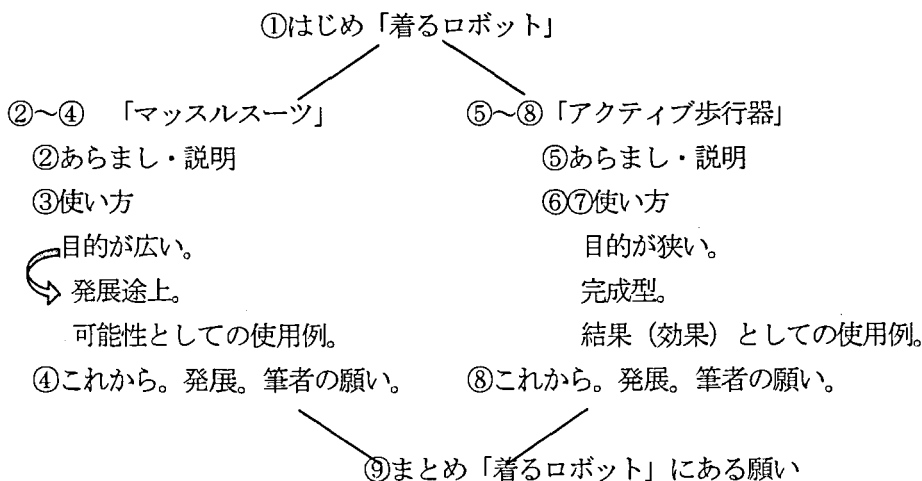 ①はじめ「着るロボット」
②～④　「マッスルスーツ」
②あらまし・説明
③使い方
目的が広い。
発展途上。
可能性としての使用例。
④これから。発展。筆者の願い。
⑤～⑧「アクティブ歩行器」
⑤あらまし・説明
⑥⑦使い方
目的が狭い。
完成型。
結果（効果）としての使用例。
⑧これから。発展。筆者の願い。
⑨まとめ「着るロボット」にある願い